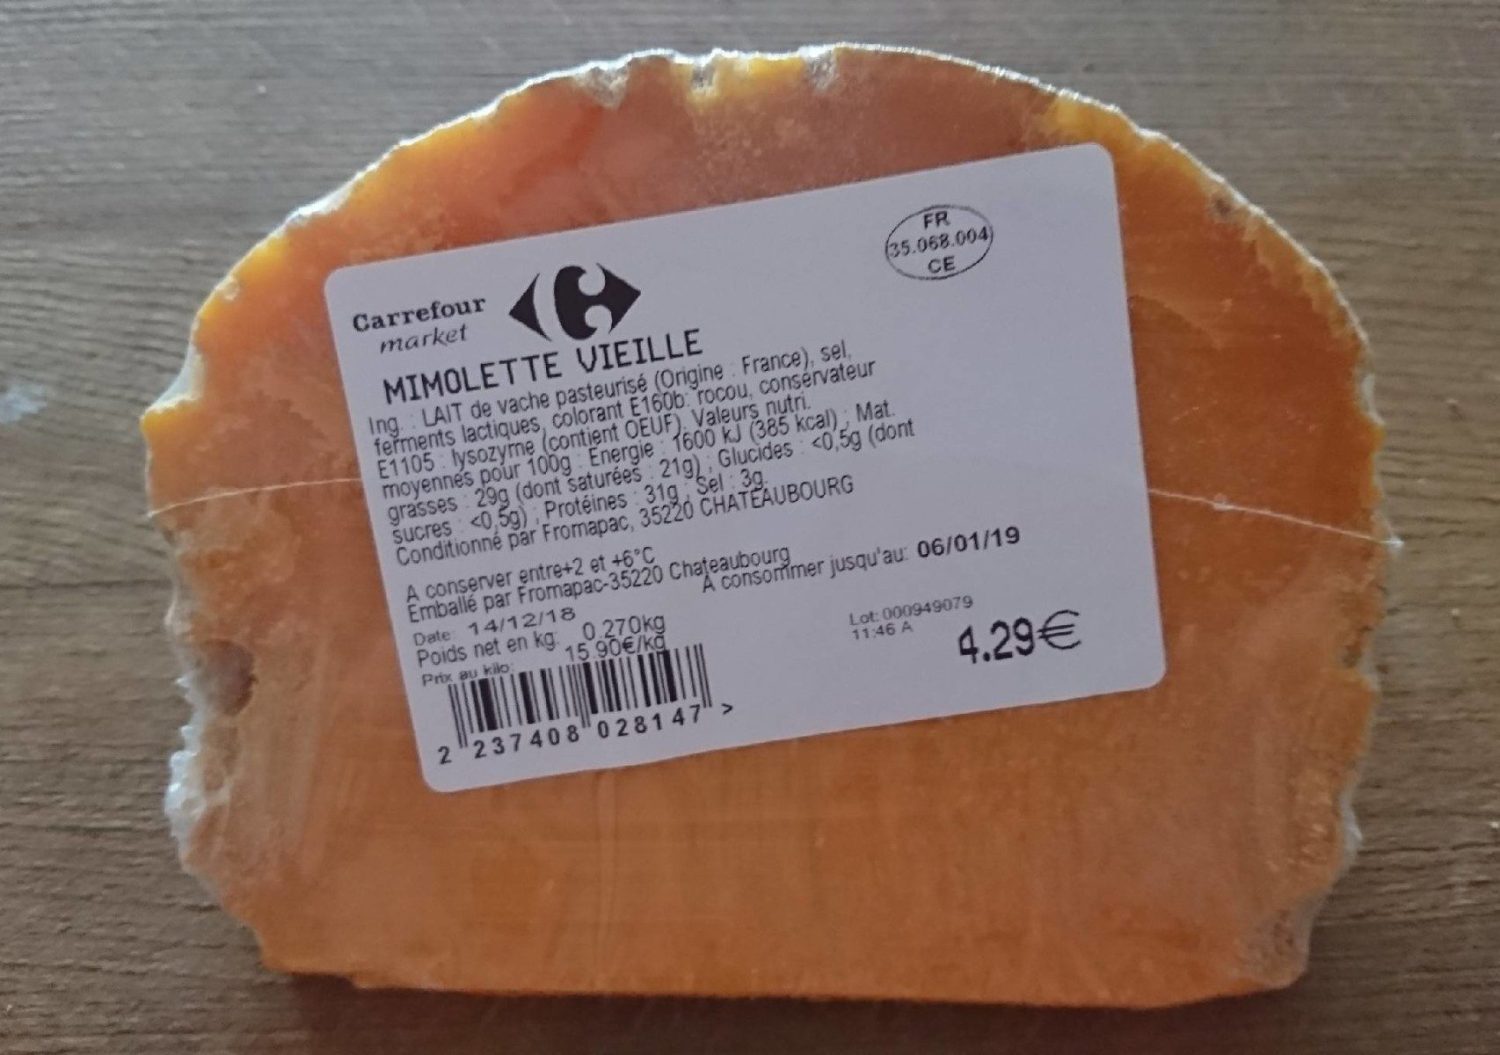 FR
35.068.004
CE
Carrefour
market
MIMOLETTE VIEILLE
Ing. : LAIT de vache pasteurisé (Origine : France), sel,
ferments lactiques, colorant E160b: rocou, conservateur
E1105 : lysozyme (contient OEUF). Valeurs nutri.
moyennes pour 100g : Energie : 1600 kJ (385 kcal) ; Mat.
grasses : 29g (dont saturées : 21g) ; Glucides : <0,5g (dont
sucres : <0,5g) ; Protéines : 31g ; Sel : 3g.
Conditionné par Fromapac, 35220 CHATEAUBOURG
A conserver entre+2 et +6°C
Emballé par Fromapac-35220 Chateaubourg
A consommer jusqu'au: 06/01/19
Date: 14/12/18
Poids net en kg: 0.270kg
Prix au kilo: 15.90€/kg
Lot: 000949079
11:46 A
4.29€
2 237408 028147 >